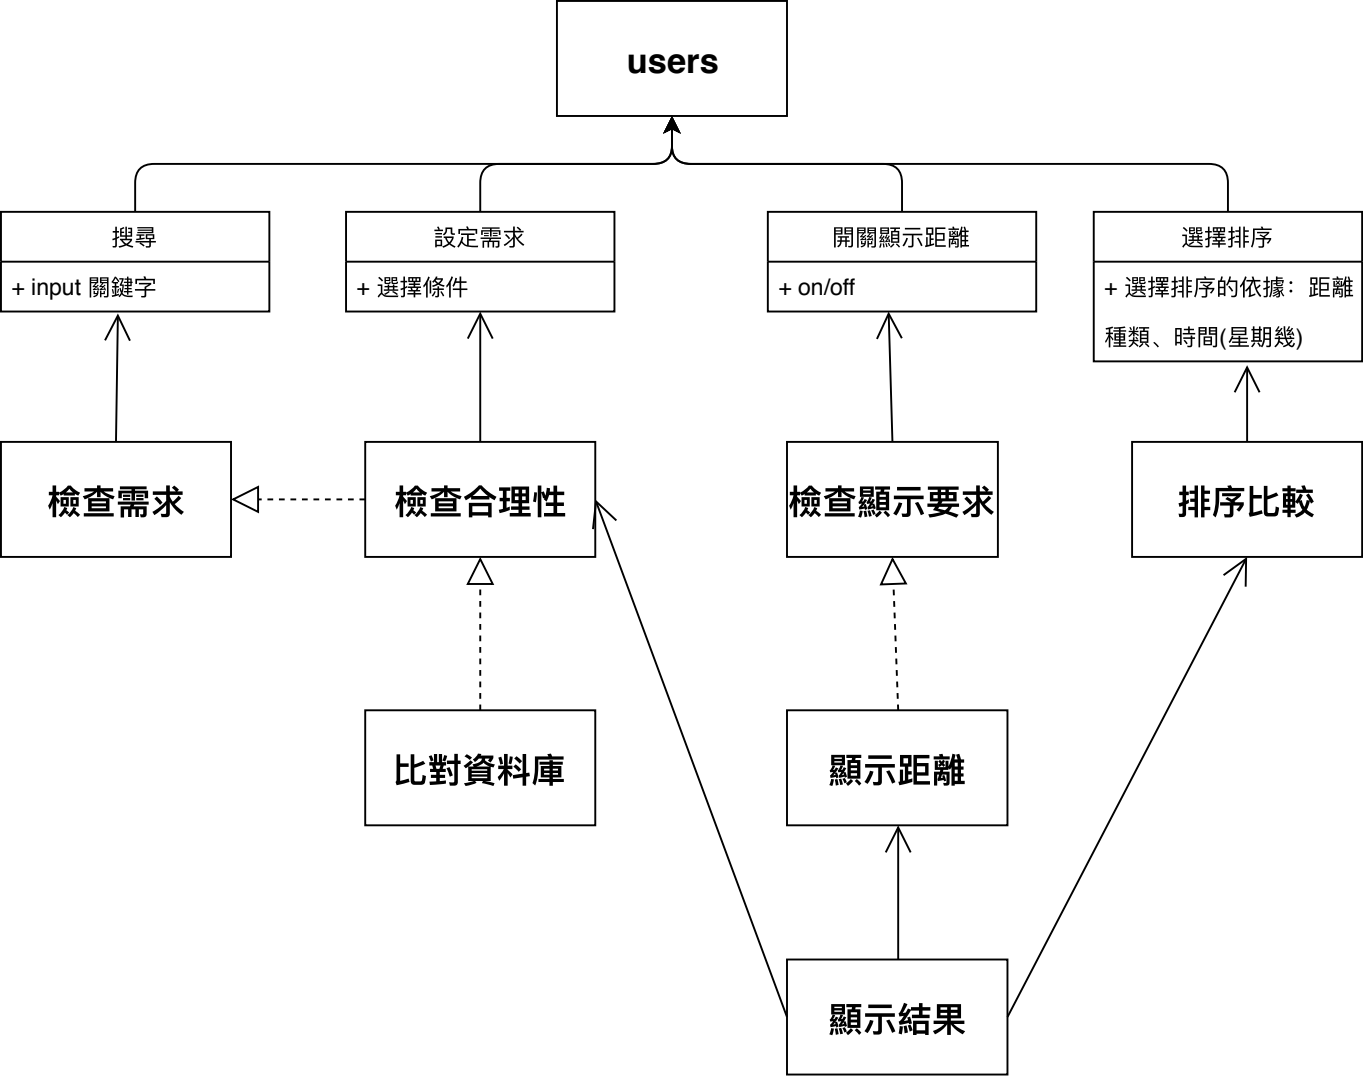 users
搜尋
+ input 關鍵字
設定需求
+ 選擇條件
開關顯示距離
+ on/off
選擇排序
+ 選擇排序的依據：距離
種類、時間(星期幾)
檢查需求
檢查合理性
檢查顯示要求
排序比較
比對資料庫
顯示距離
顯示結果